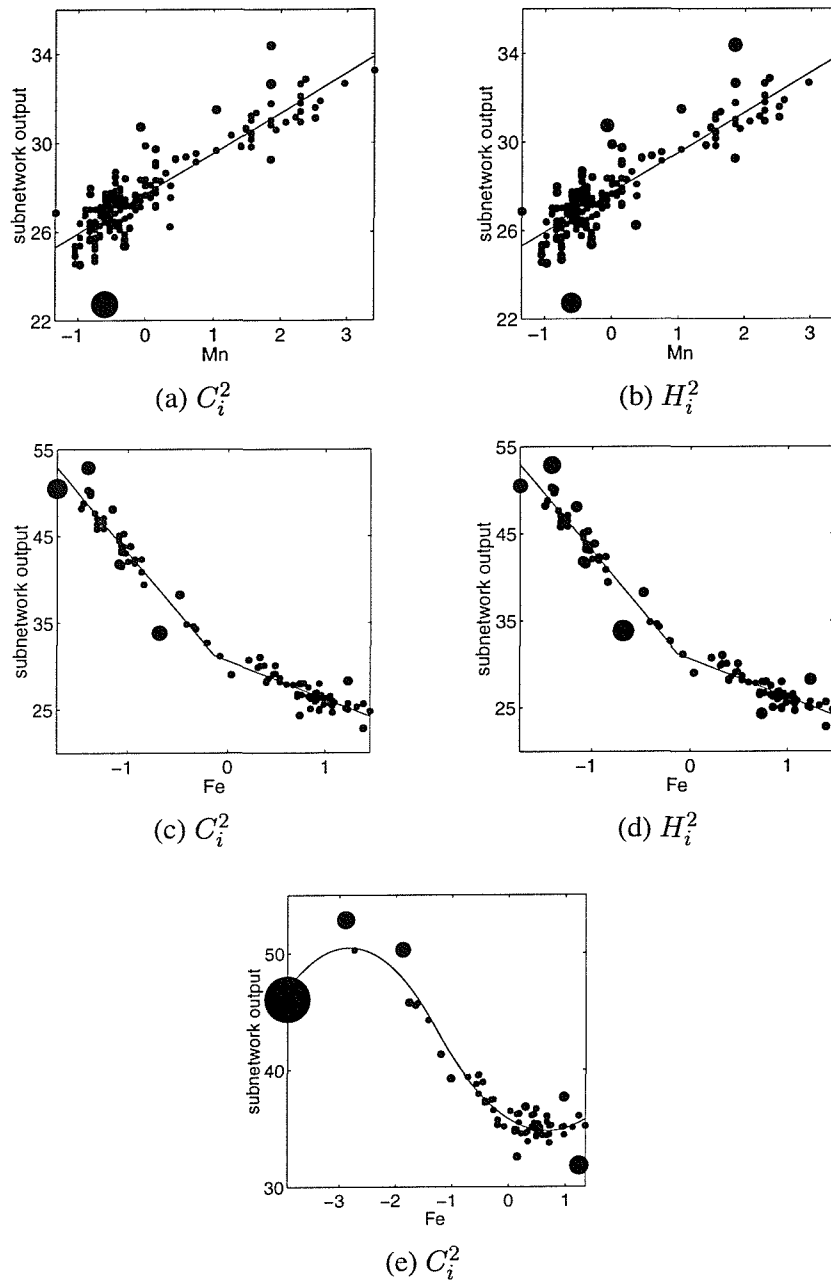 34
30
26
22
subnetwork output
-1 0 1 2 3
Mn
(a) $C_i^2$
34
30
26
22
subnetwork output
-1 0 1 2 3
Mn
(b) $H_i^2$
55
45
35
25
subnetwork output
-1 0 1
Fe
(c) $C_i^2$
55
45
35
25
subnetwork output
-1 0 1
Fe
(d) $H_i^2$
50
40
30
subnetwork output
-3 -2 -1 0 1
Fe
(e) $C_i^2$